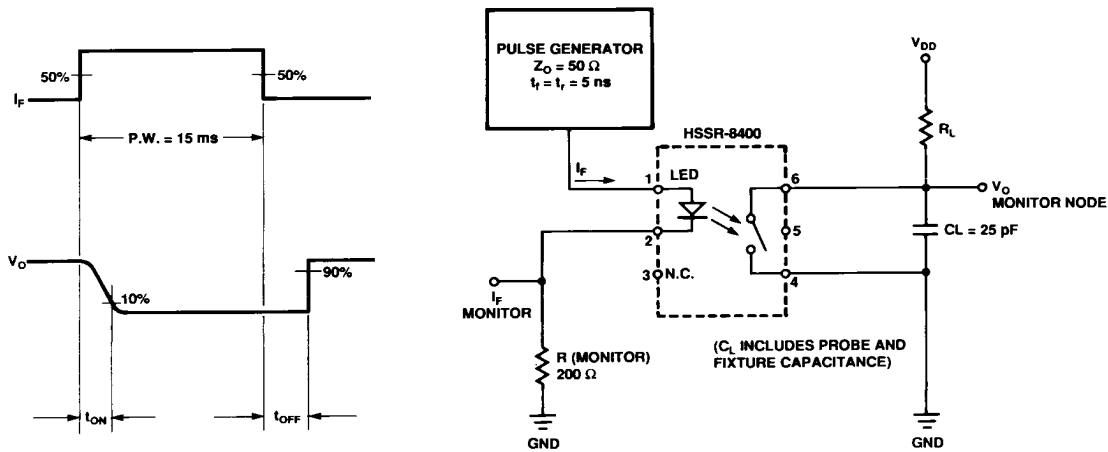 50%
50%
I_F
P.W. = 15 ms
V_O
90%
10%
t_ON
t_OFF
PULSE GENERATOR
Z_O = 50 Ω
t_f = t_r = 5 ns
I_F
HSSR-8400
1
LED
2
3
N.C.
6
5
4
V_DD
R_L
V_O
MONITOR NODE
CL = 25 pF
I_F
MONITOR
R (MONITOR)
200 Ω
(C_L INCLUDES PROBE AND
FIXTURE CAPACITANCE)
GND
GND